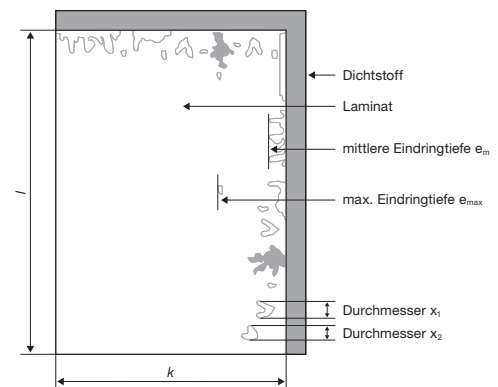 Dichtstoff
Laminat
mittlere Eindringtiefe eₘ
max. Eindringtiefe eₘₐₓ
l
Durchmesser x₁
Durchmesser x₂
k